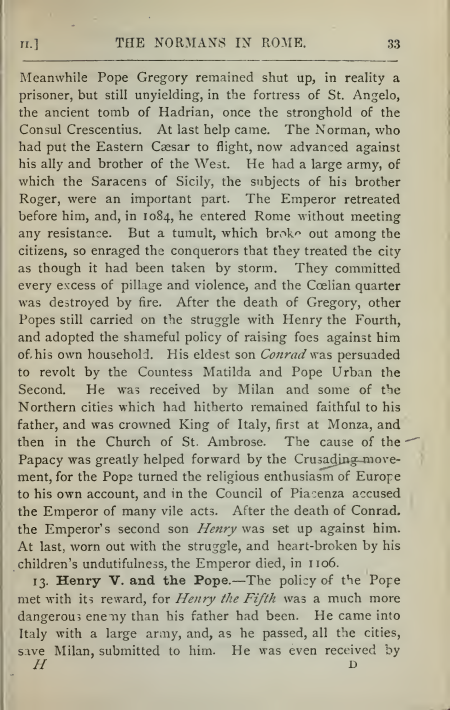 II.] THE NORMANS IN ROME. 33
Meanwhile Pope Gregory remained shut up, in reality a
prisoner, but still unyielding, in the fortress of St. Angelo,
the ancient tomb of Hadrian, once the stronghold of the
Consul Crescentius. At last help came. The Norman, who
had put the Eastern Cæsar to flight, now advanced against
his ally and brother of the West. He had a large army, of
which the Saracens of Sicily, the subjects of his brother
Roger, were an important part. The Emperor retreated
before him, and, in 1084, he entered Rome without meeting
any resistance. But a tumult, which broke out among the
citizens, so enraged the conquerors that they treated the city
as though it had been taken by storm. They committed
every excess of pillage and violence, and the Cœlian quarter
was destroyed by fire. After the death of Gregory, other
Popes still carried on the struggle with Henry the Fourth,
and adopted the shameful policy of raising foes against him
of his own household. His eldest son Conrad was persuaded
to revolt by the Countess Matilda and Pope Urban the
Second. He was received by Milan and some of the
Northern cities which had hitherto remained faithful to his
father, and was crowned King of Italy, first at Monza, and
then in the Church of St. Ambrose. The cause of the
Papacy was greatly helped forward by the Crusading move-
ment, for the Pope turned the religious enthusiasm of Europe
to his own account, and in the Council of Piacenza accused
the Emperor of many vile acts. After the death of Conrad.
the Emperor's second son Henry was set up against him.
At last, worn out with the struggle, and heart-broken by his
children's undutifulness, the Emperor died, in 1106.
13. Henry V. and the Pope.—The policy of the Pope
met with its reward, for Henry the Fifth was a much more
dangerous enemy than his father had been. He came into
Italy with a large army, and, as he passed, all the cities,
save Milan, submitted to him. He was even received by
H D